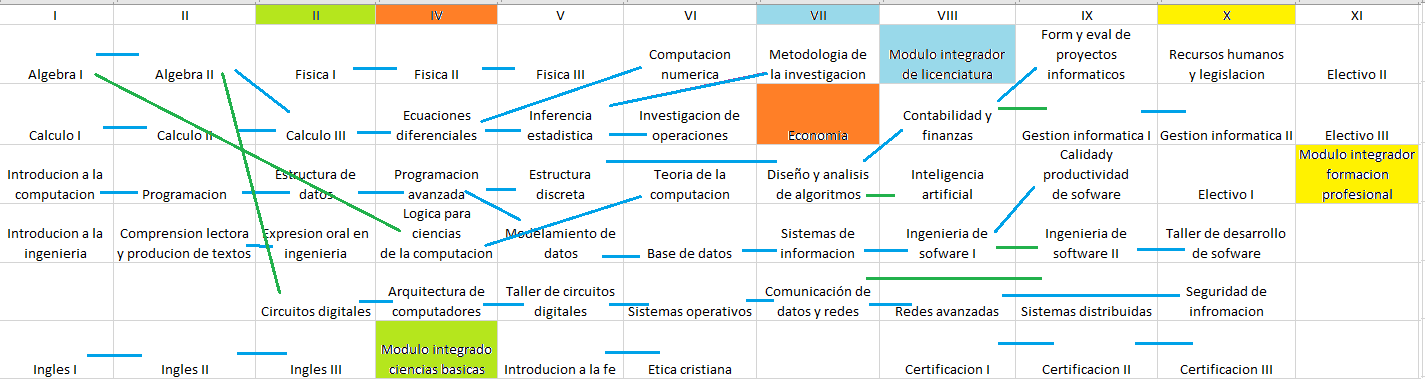 I II II IV V VI VII VIII IX X XI
Algebra I
Algebra II
Fisica I
Fisica II
Fisica III
Computacion
numerica
Metodologia de
la investigacion
Modulo integrador
de licenciatura
Form y eval de
proyectos
informaticos
Recursos humanos
y legislacion
Electivo II
Calculo I
Calculo II
Calculo III
Ecuaciones
diferenciales
Inferencia
estadistica
Investigacion de
operaciones
Economia
Contabilidad y
finanzas
Gestion informatica I
Gestion informatica II
Electivo III
Introducion a la
computacion
Programacion
Estructura de
datos
Programacion
avanzada
Estructura
discreta
Teoria de la
computacion
Diseño y analisis
de algoritmos
Inteligencia
artificial
Calidady
productividad
de sofware
Electivo I
Modulo integrador
formacion
profesional
Introducion a la
ingenieria
Comprension lectora
y producion de textos
Expresion oral en
ingenieria
Logica para
ciencias
de la computacion
Modelamiento de
datos
Base de datos
Sistemas de
informacion
Ingenieria de
sofware I
Ingenieria de
software II
Taller de desarrollo
de sofware
Circuitos digitales
Arquitectura de
computadores
Taller de circuitos
digitales
Sistemas operativos
Comunicación de
datos y redes
Redes avanzadas
Sistemas distribuidas
Seguridad de
infromacion
Ingles I
Ingles II
Ingles III
Modulo integrado
ciencias basicas
Introducion a la fe
Etica cristiana
Certificacion I
Certificacion II
Certificacion III